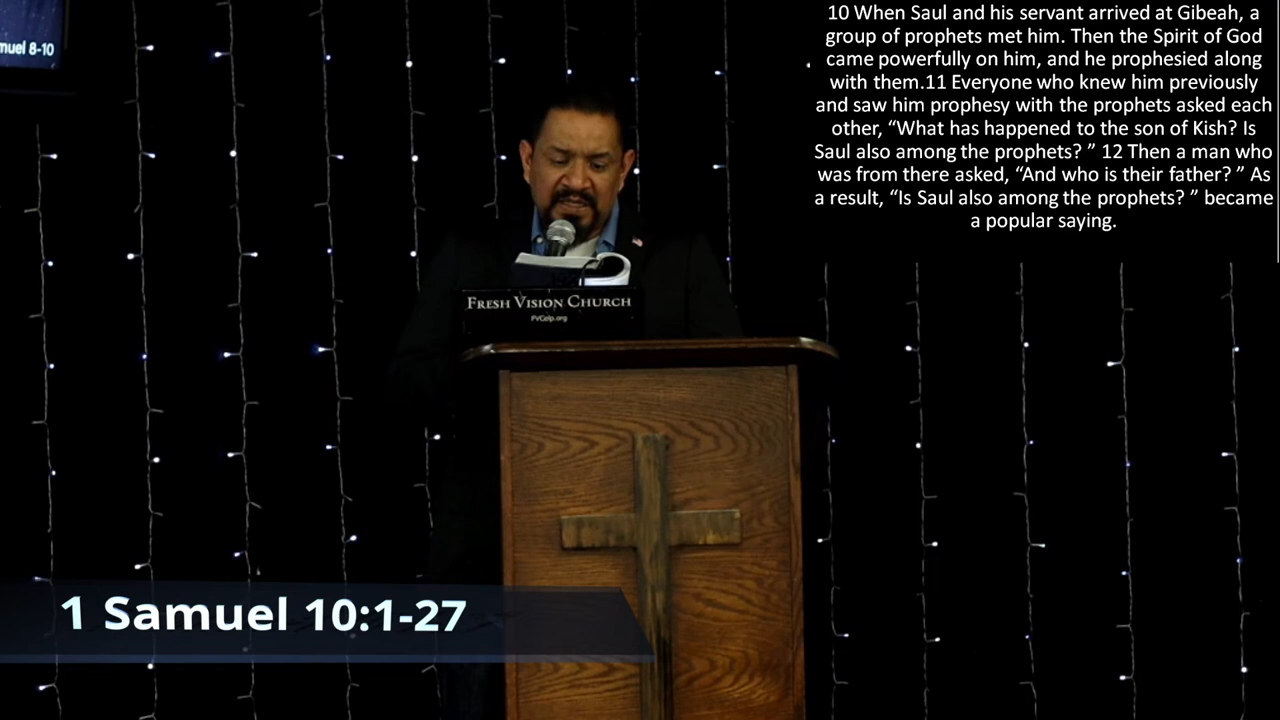 muel 8-10
10 When Saul and his servant arrived at Gibeah, a
group of prophets met him. Then the Spirit of God
came powerfully on him, and he prophesied along
with them.11 Everyone who knew him previously
and saw him prophesy with the prophets asked each
other, “What has happened to the son of Kish? Is
Saul also among the prophets? ” 12 Then a man who
was from there asked, “And who is their father? ” As
a result, “Is Saul also among the prophets? ” became
a popular saying.
FRESH VISION CHURCH
FVCelp.org
1 Samuel 10:1-27